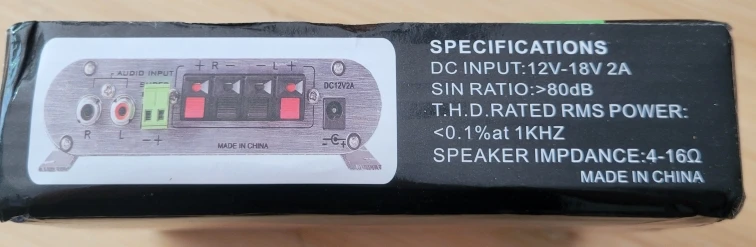 SPECIFICATIONS
DC INPUT:12V-18V 2A
SIN RATIO:>80dB
T.H.D.RATED RMS POWER:
<0.1%at 1KHZ
SPEAKER IMPDANCE:4-16Ω
MADE IN CHINA
+ R - - L +
AUDIO INPUT
DC12V2A
R L
- +
MADE IN CHINA
- +